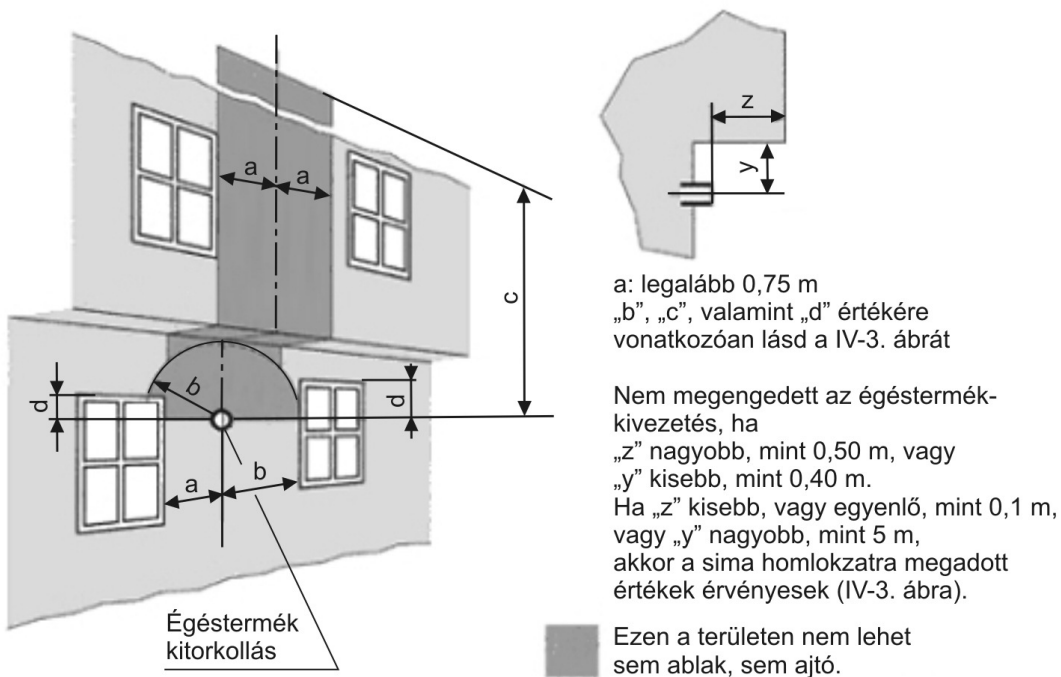 a
a
c
b
d
d
a
b
Égéstermék
kitorkollás
z
y
a: legalább 0,75 m
„b”, „c”, valamint „d” értékére
vonatkozóan lásd a IV-3. ábrát
Nem megengedett az égéstermék-
kivezetés, ha
„z” nagyobb, mint 0,50 m, vagy
„y” kisebb, mint 0,40 m.
Ha „z” kisebb, vagy egyenlő, mint 0,1 m,
vagy „y” nagyobb, mint 5 m,
akkor a sima homlokzatra megadott
értékek érvényesek (IV-3. ábra).
Ezen a területen nem lehet
sem ablak, sem ajtó.